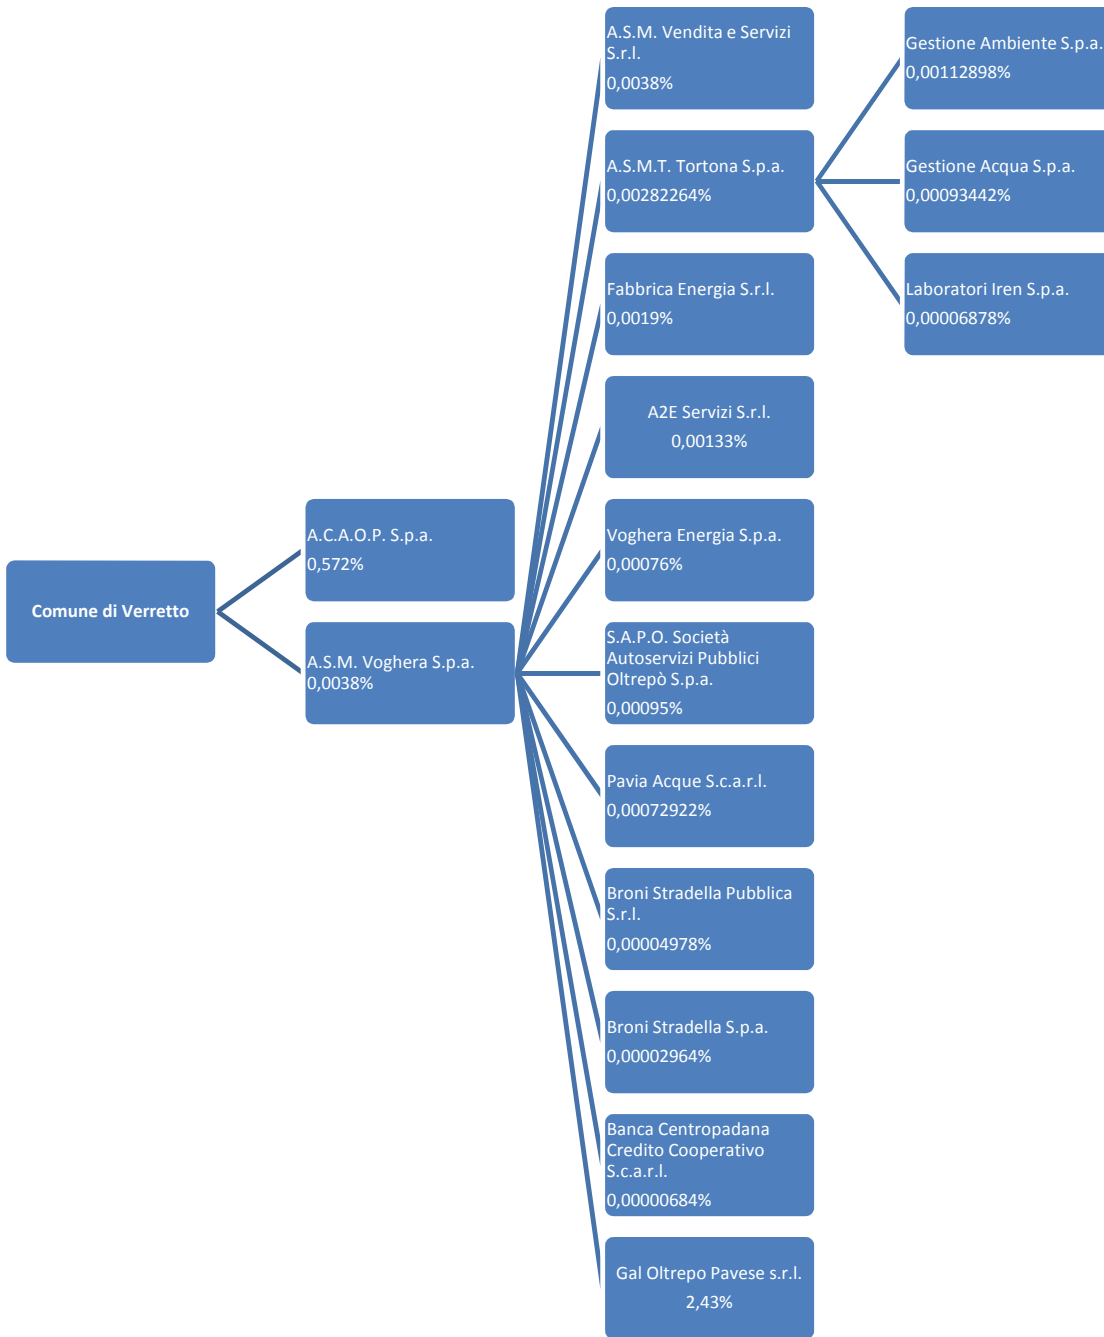 Comune di Verretto
A.C.A.O.P. S.p.a.
0,572%
A.S.M. Voghera S.p.a.
0,0038%
A.S.M. Vendita e Servizi
S.r.l.
0,0038%
A.S.M.T. Tortona S.p.a.
0,00282264%
Fabbrica Energia S.r.l.
0,0019%
A2E Servizi S.r.l.
0,00133%
Voghera Energia S.p.a.
0,00076%
S.A.P.O. Società
Autoservizi Pubblici
Oltrepò S.p.a.
0,00095%
Pavia Acque S.c.a.r.l.
0,00072922%
Broni Stradella Pubblica
S.r.l.
0,00004978%
Broni Stradella S.p.a.
0,00002964%
Banca Centropadana
Credito Cooperativo
S.c.a.r.l.
0,00000684%
Gal Oltrepo Pavese s.r.l.
2,43%
Gestione Ambiente S.p.a.
0,00112898%
Gestione Acqua S.p.a.
0,00093442%
Laboratori Iren S.p.a.
0,00006878%